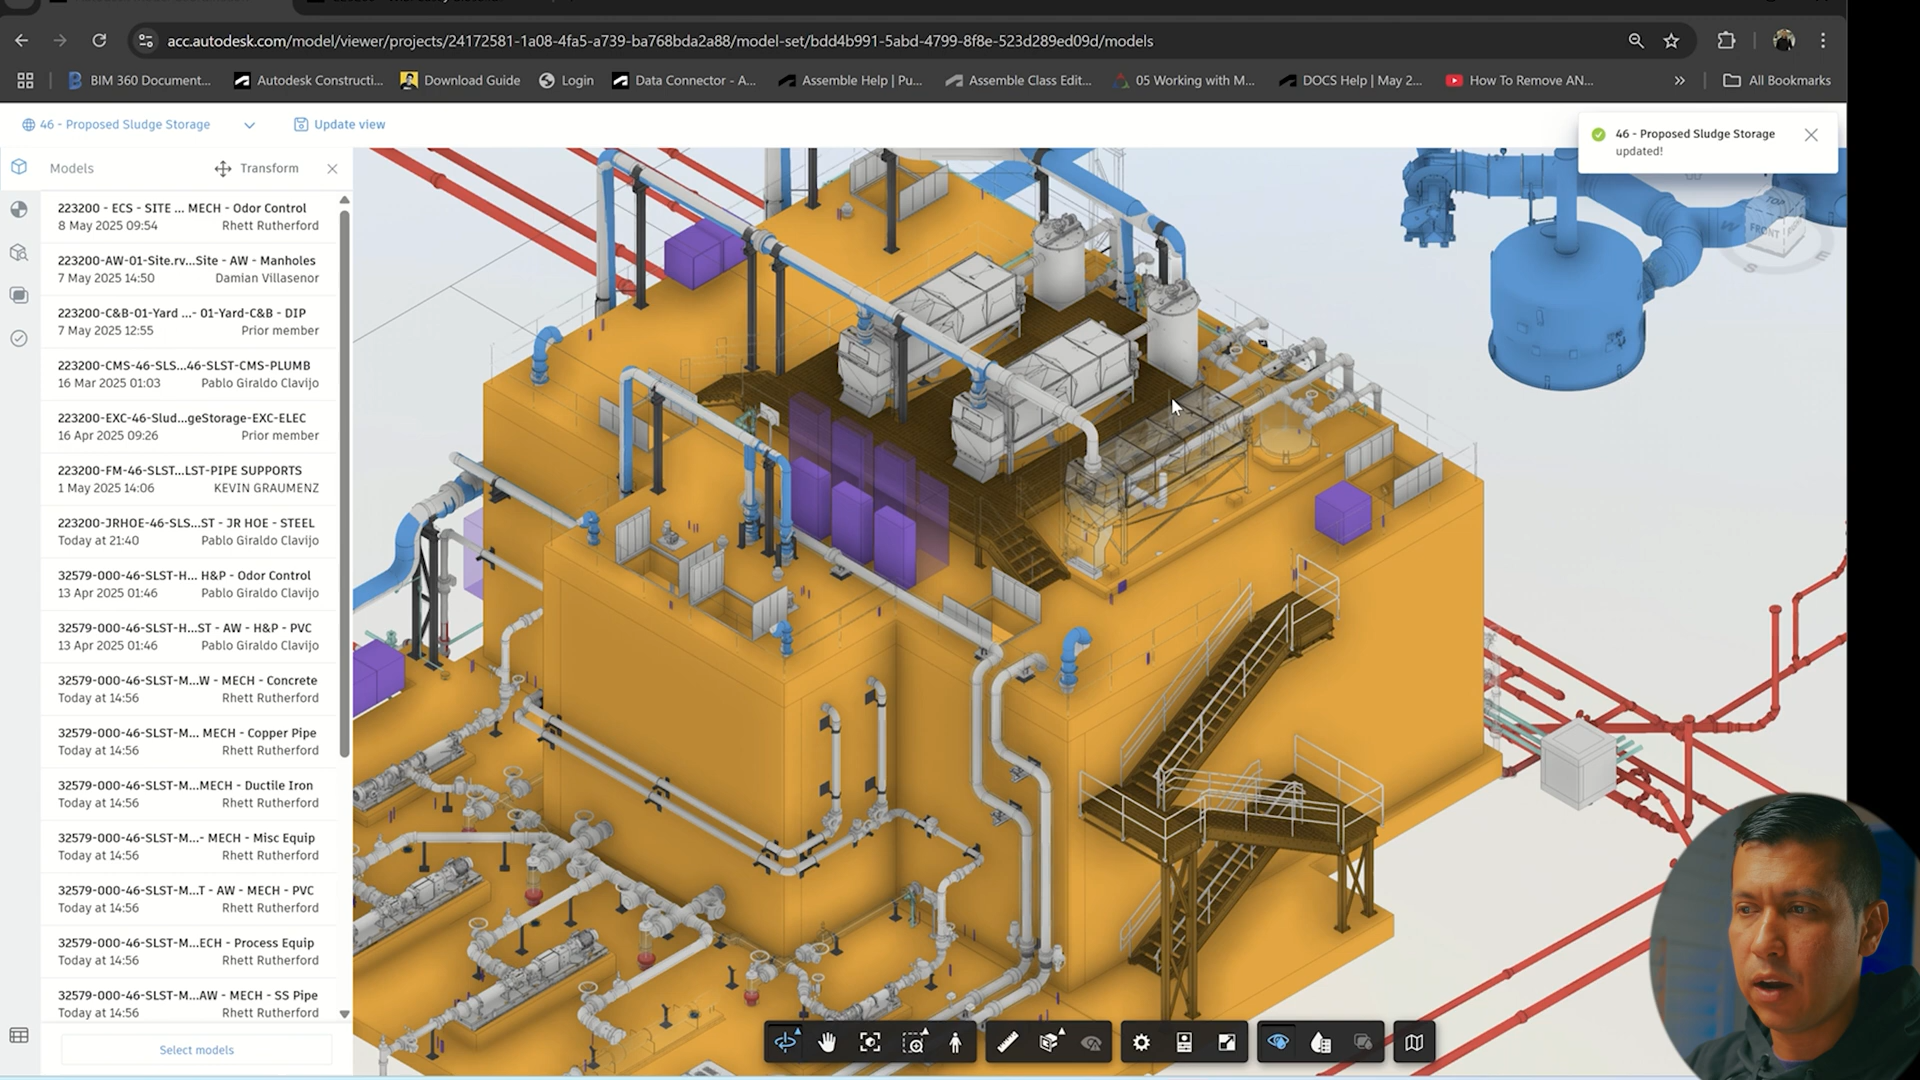 acc.autodesk.com/model/viewer/projects/24172581-1a08-4fa5-a739-ba768bda2a88/model-set/bdd4b991-5abd-4799-8f8e-523d289ed09d/models
BIM 360 Document... Autodesk Constructi... Download Guide Login Data Connector - A... Assemble Help | Pu... Assemble Class Edit... 05 Working with M... DOCS Help | May 2... How To Remove AN... » All Bookmarks
46 - Proposed Sludge Storage Update view
46 - Proposed Sludge Storage
updated!
Models Transform
223200 - ECS - SITE ... MECH - Odor Control
8 May 2025 09:54 Rhett Rutherford
223200-AW-01-Site.rv...Site - AW - Manholes
7 May 2025 14:50 Damian Villasenor
223200-C&B-01-Yard ...- 01-Yard-C&B - DIP
7 May 2025 12:55 Prior member
223200-CMS-46-SLS...46-SLST-CMS-PLUMB
16 Mar 2025 01:03 Pablo Giraldo Clavijo
223200-EXC-46-Slud...geStorage-EXC-ELEC
16 Apr 2025 09:26 Prior member
223200-FM-46-SLST...LST-PIPE SUPPORTS
1 May 2025 14:06 KEVIN GRAUMENZ
223200-JRHOE-46-SLS...ST - JR HOE - STEEL
Today at 21:40 Pablo Giraldo Clavijo
32579-000-46-SLST-H... H&P - Odor Control
13 Apr 2025 01:46 Pablo Giraldo Clavijo
32579-000-46-SLST-H...ST - AW - H&P - PVC
13 Apr 2025 01:46 Pablo Giraldo Clavijo
32579-000-46-SLST-M...W - MECH - Concrete
Today at 14:56 Rhett Rutherford
32579-000-46-SLST-M... MECH - Copper Pipe
Today at 14:56 Rhett Rutherford
32579-000-46-SLST-M...MECH - Ductile Iron
Today at 14:56 Rhett Rutherford
32579-000-46-SLST-M...- MECH - Misc Equip
Today at 14:56 Rhett Rutherford
32579-000-46-SLST-M...T - AW - MECH - PVC
Today at 14:56 Rhett Rutherford
32579-000-46-SLST-M...ECH - Process Equip
Today at 14:56 Rhett Rutherford
32579-000-46-SLST-M...AW - MECH - SS Pipe
Today at 14:56 Rhett Rutherford
Select models
TOP
FRONT
W
S
E